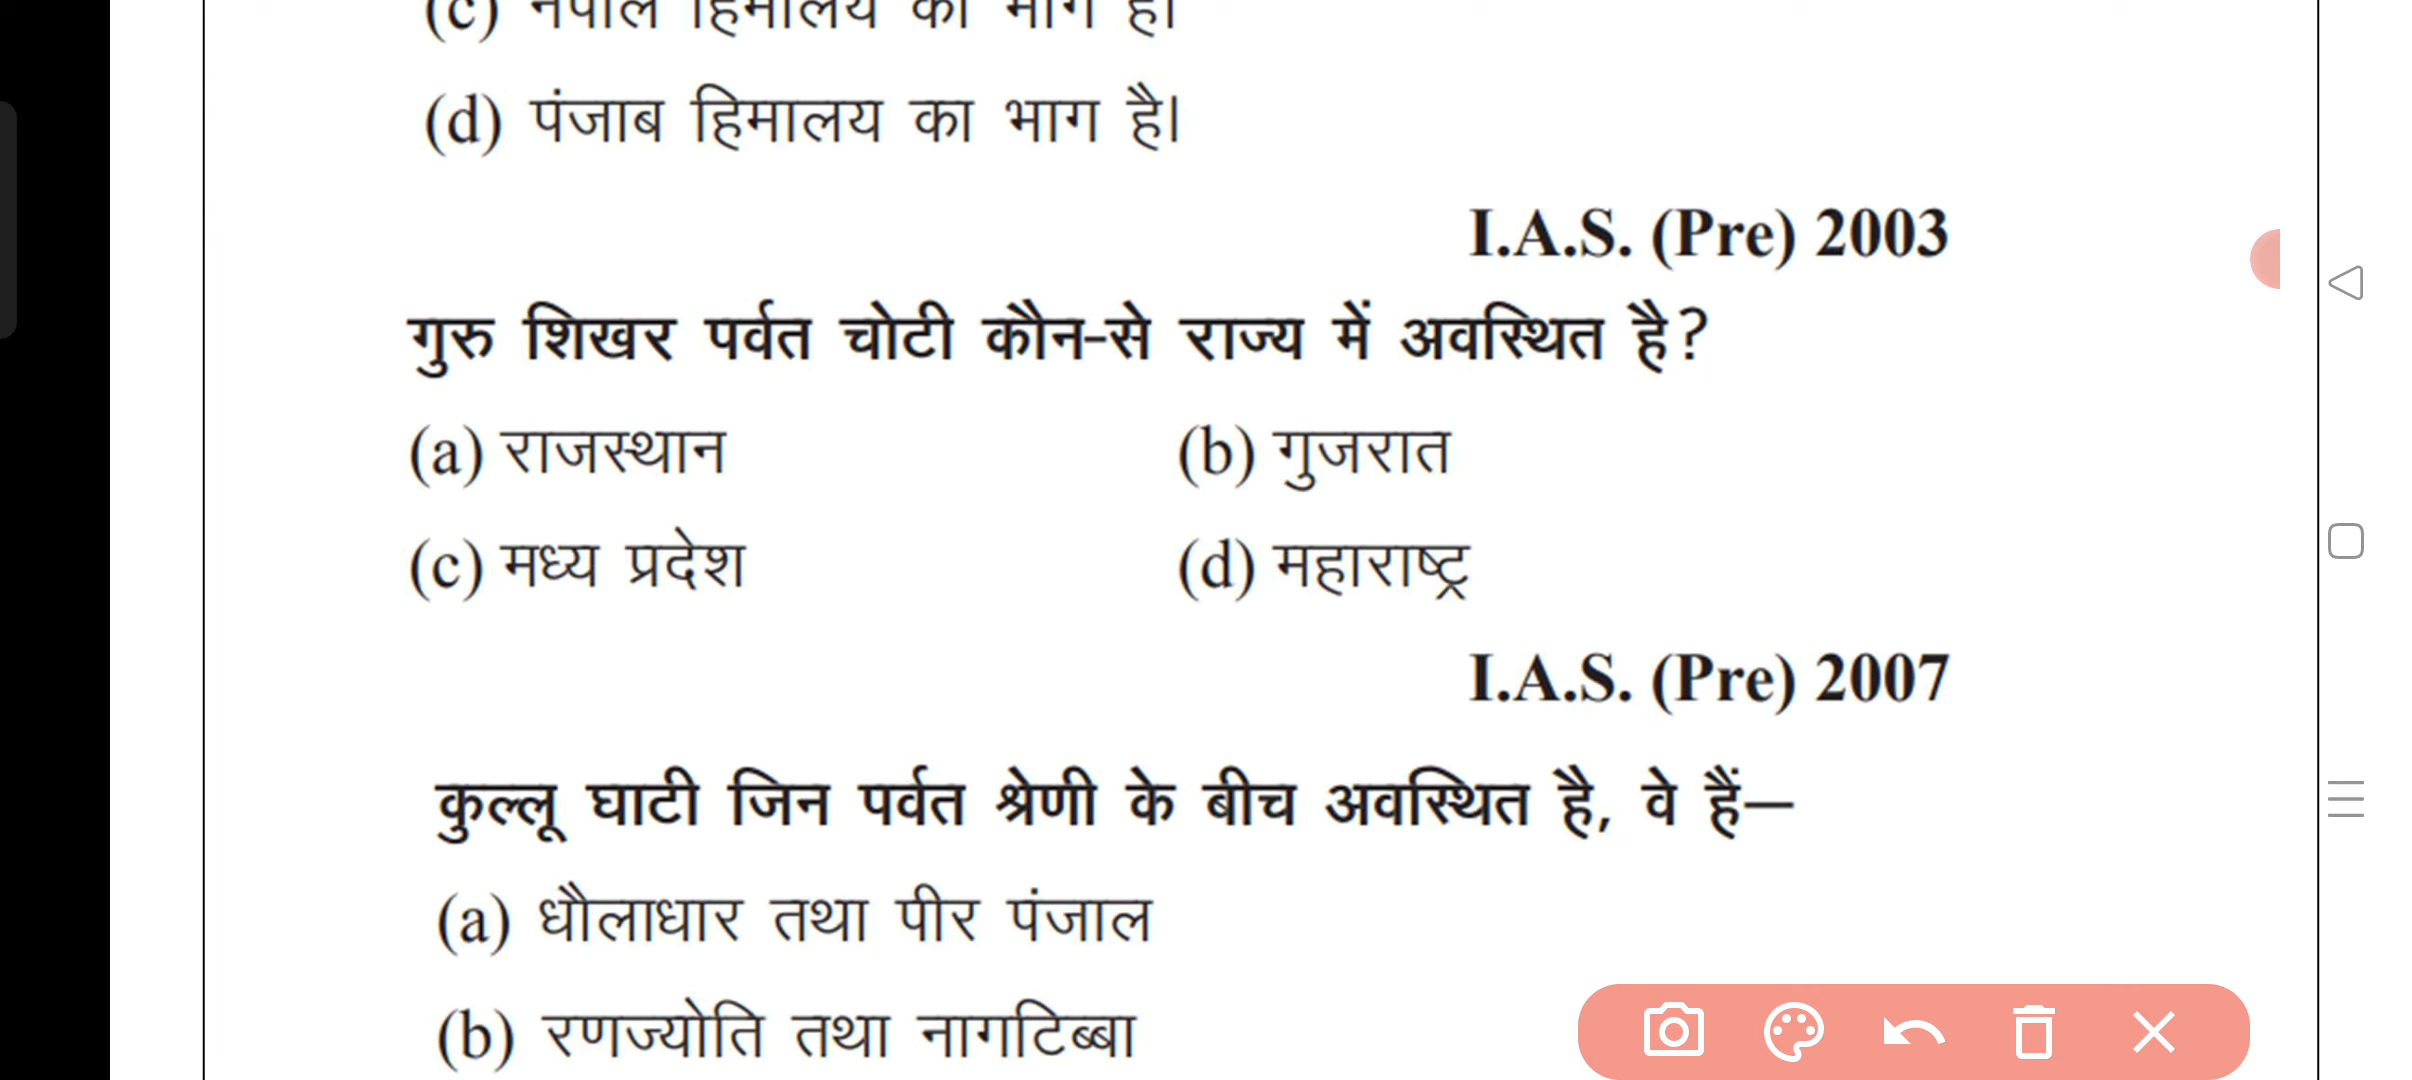 (c) नेपाल हिमालय का भाग है।
(d) पंजाब हिमालय का भाग है।
I.A.S. (Pre) 2003
गुरु शिखर पर्वत चोटी कौन-से राज्य में अवस्थित है?
(a) राजस्थान (b) गुजरात
(c) मध्य प्रदेश (d) महाराष्ट्र
I.A.S. (Pre) 2007
कुल्लू घाटी जिन पर्वत श्रेणी के बीच अवस्थित है, वे हैं—
(a) धौलाधार तथा पीर पंजाल
(b) रणज्योति तथा नागटिब्बा